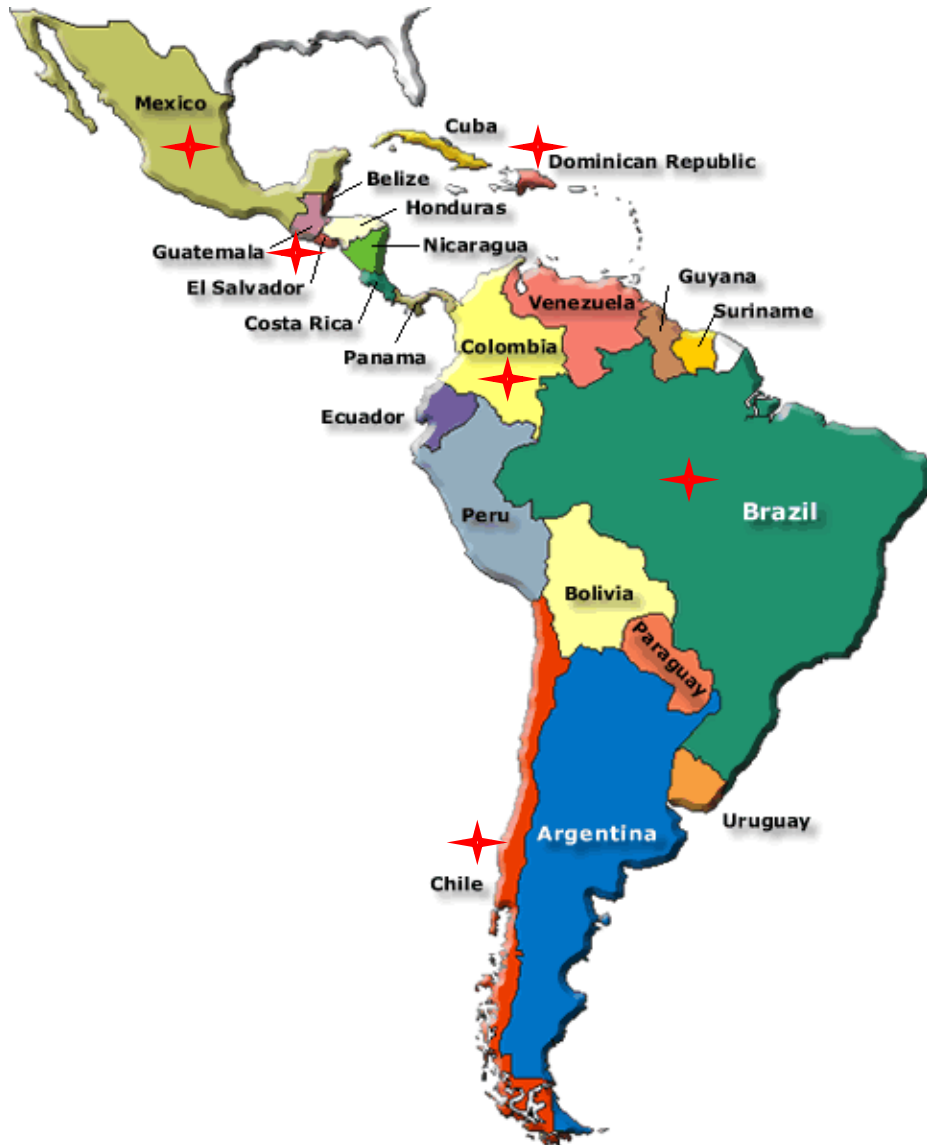 Mexico
Cuba
Dominican Republic
Belize
Honduras
Guatemala
Nicaragua
El Salvador
Costa Rica
Panama
Venezuela
Guyana
Suriname
Colombia
Ecuador
Peru
Brazil
Bolivia
Paraguay
Uruguay
Argentina
Chile